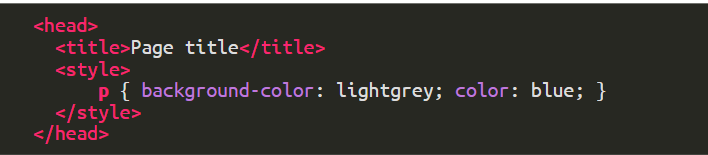 <head>
<title>Page title</title>
<style>
p { background-color: lightgrey; color: blue; }
</style>
</head>